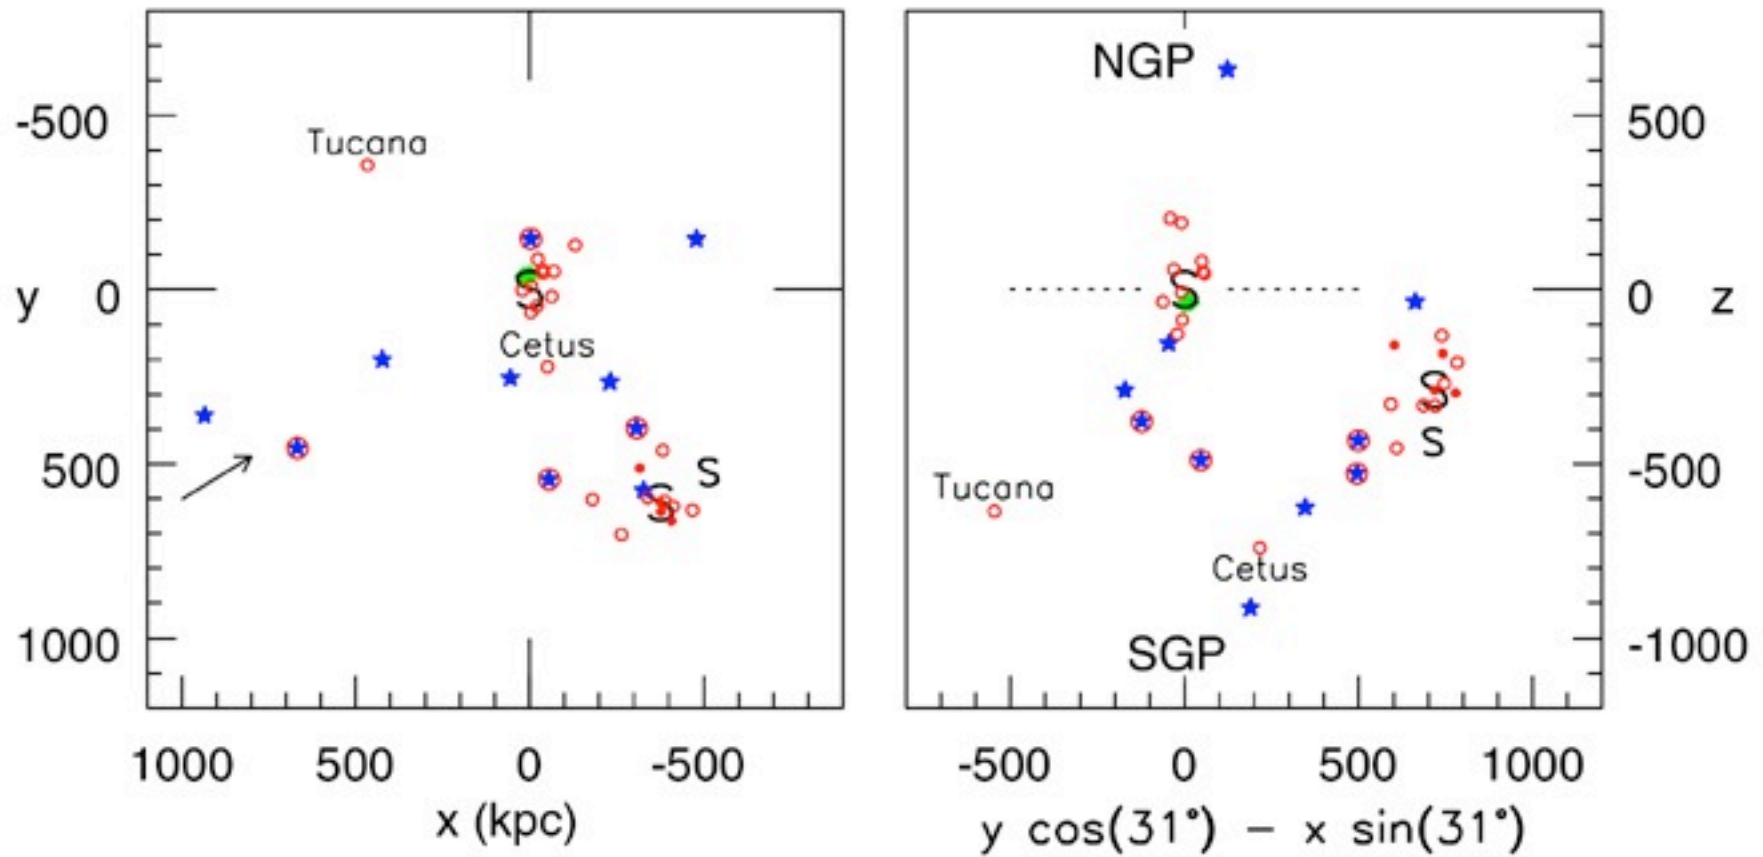 NGP
-500
500
Tucana
y
0
0
z
Cetus
S
S
500
-500
Tucana
Cetus
1000
SGP
-1000
1000
500
0
-500
-500
0
500
1000
x (kpc)
y cos(31°) − x sin(31°)